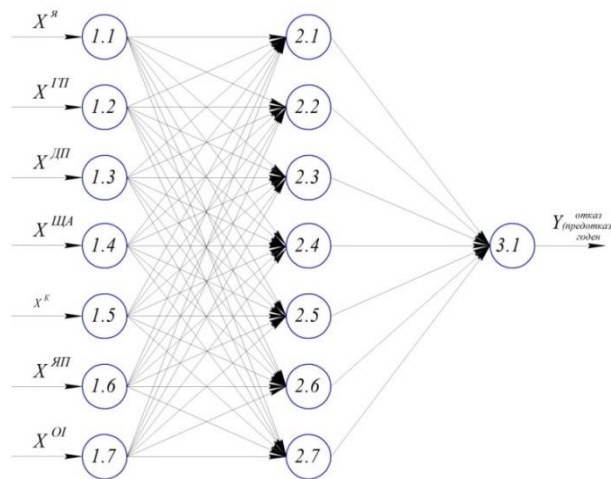 X Я
1.1
2.1
X ГП
1.2
2.2
X ДП
1.3
2.3
X ЩА
1.4
2.4
3.1
Y отказ (предотказ годен
X К
1.5
2.5
X ЯП
1.6
2.6
X ОІ
1.7
2.7